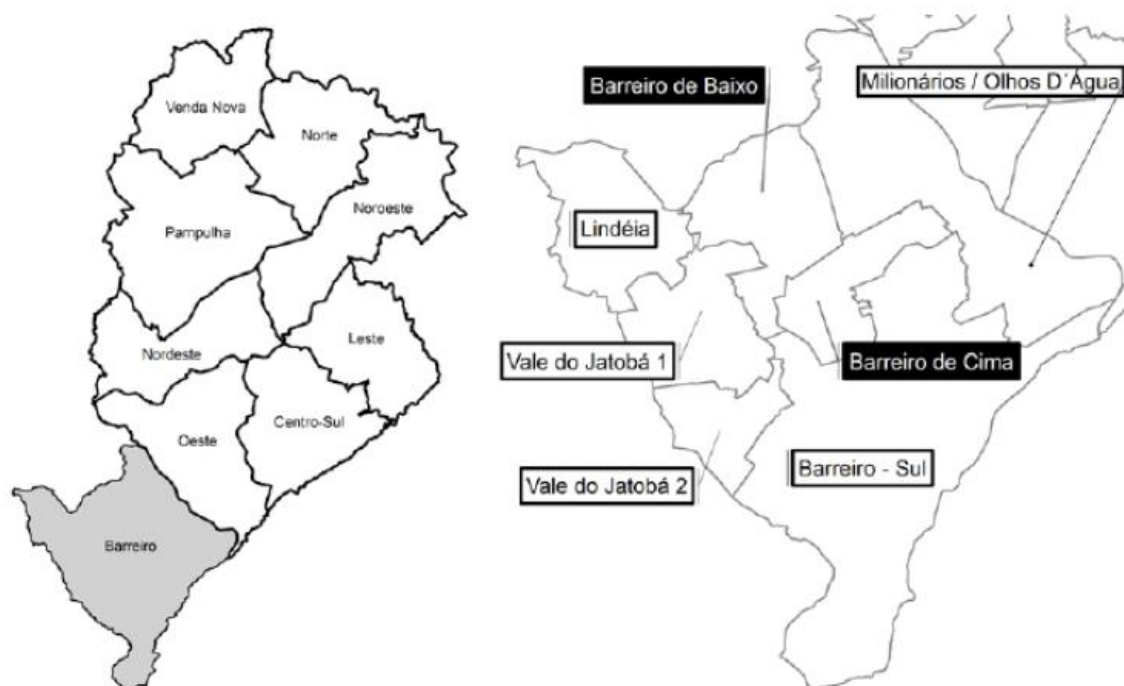 Venda Nova
Norte
Noroeste
Pampulha
Leste
Nordeste
Centro-Sul
Oeste
Barreiro
Barreiro de Baixo
Milionários / Olhos D´Água
Lindéia
Vale do Jatobá 1
Barreiro de Cima
Barreiro - Sul
Vale do Jatobá 2